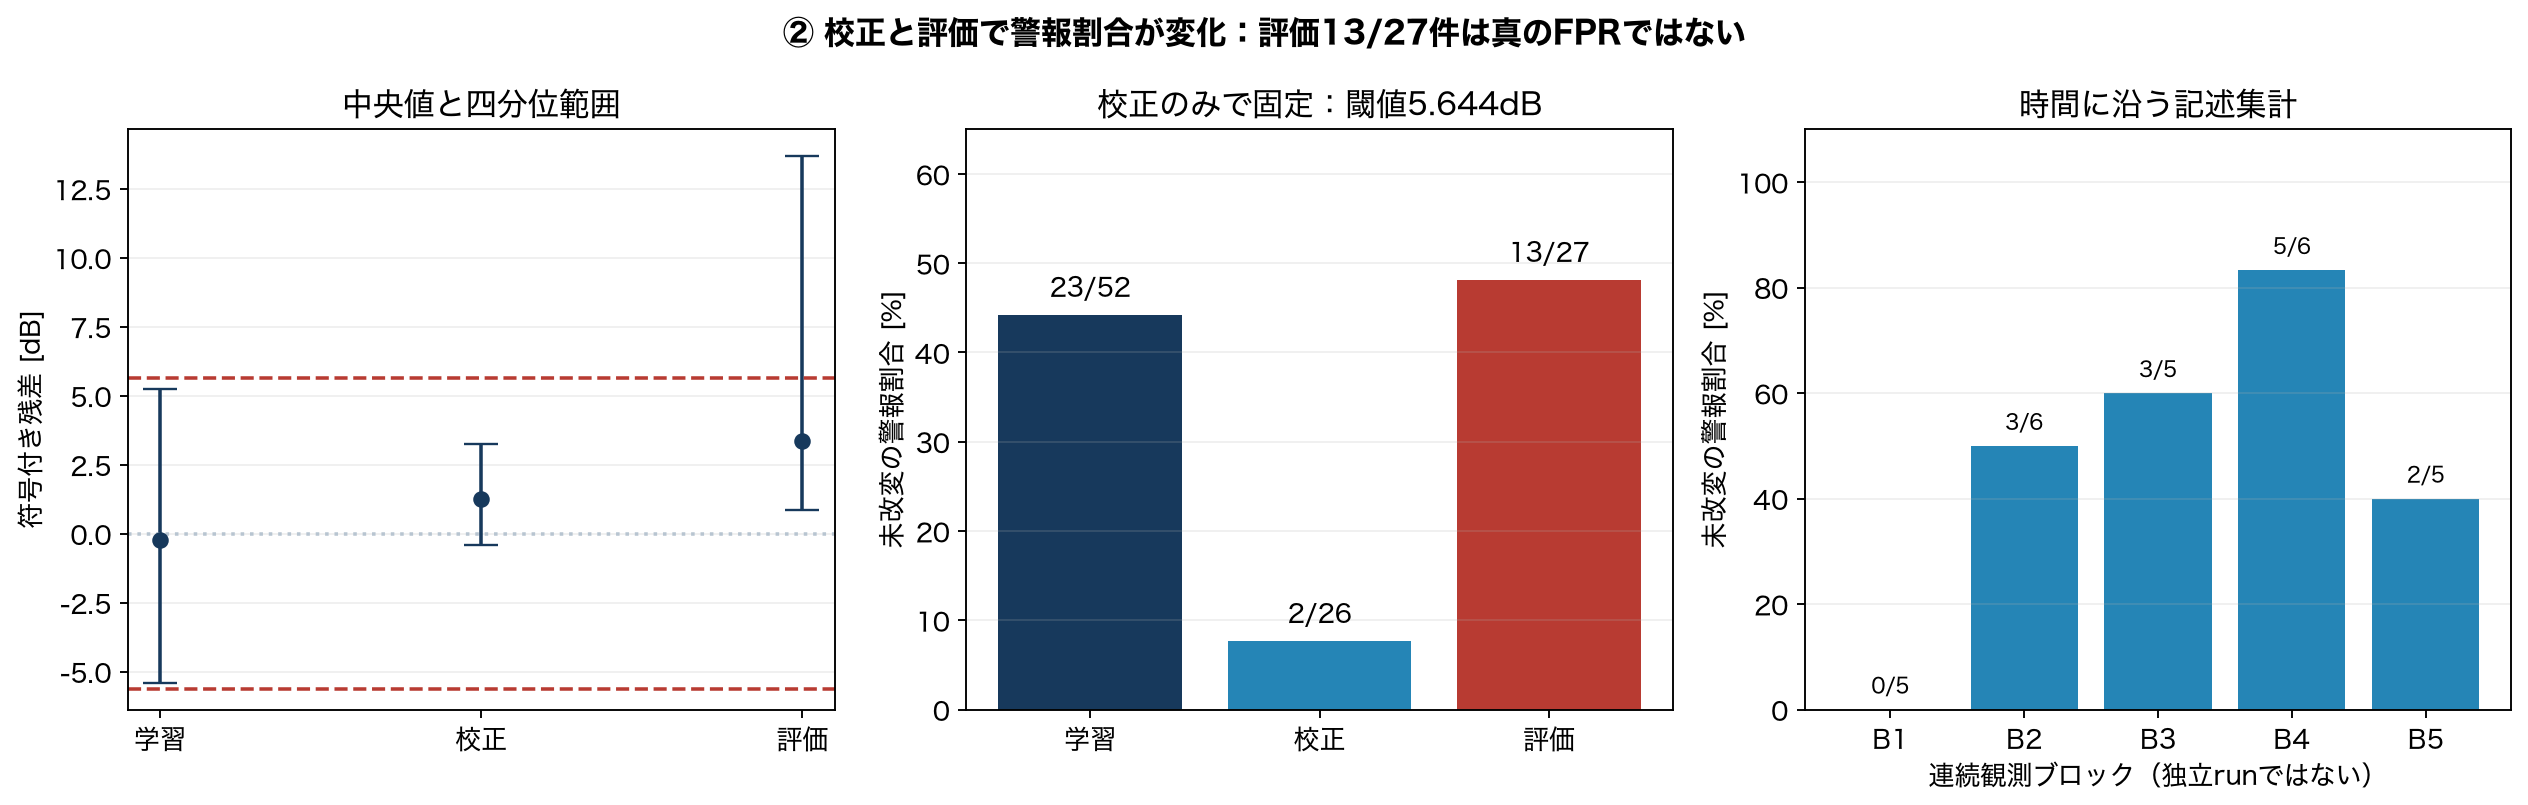 ② 校正と評価で警報割合が変化：評価13/27件は真のFPRではない
中央値と四分位範囲
符号付き残差 [dB]
12.5
10.0
7.5
5.0
2.5
0.0
-2.5
-5.0
学習
校正
評価
校正のみで固定：閾値5.644dB
未改変の警報割合 [%]
60
50
40
30
20
10
0
23/52
2/26
13/27
学習
校正
評価
時間に沿う記述集計
未改変の警報割合 [%]
100
80
60
40
20
0
0/5
3/6
3/5
5/6
2/5
B1
B2
B3
B4
B5
連続観測ブロック（独立runではない）